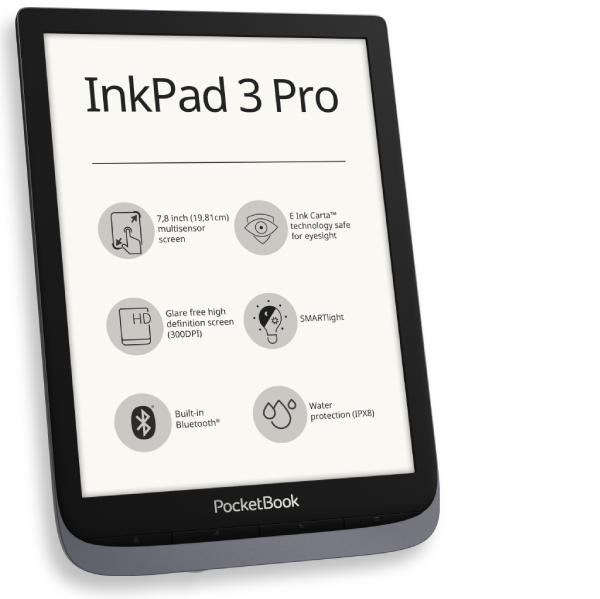 InkPad 3 Pro
7,8 inch (19,81cm)
multisensor
screen
E Ink Carta™
technology safe
for eyesight
HD
Glare free high
definition screen
(300DPI)
SMARTlight
Built-in
Bluetooth®
Water
protection (IPX8)
PocketBook